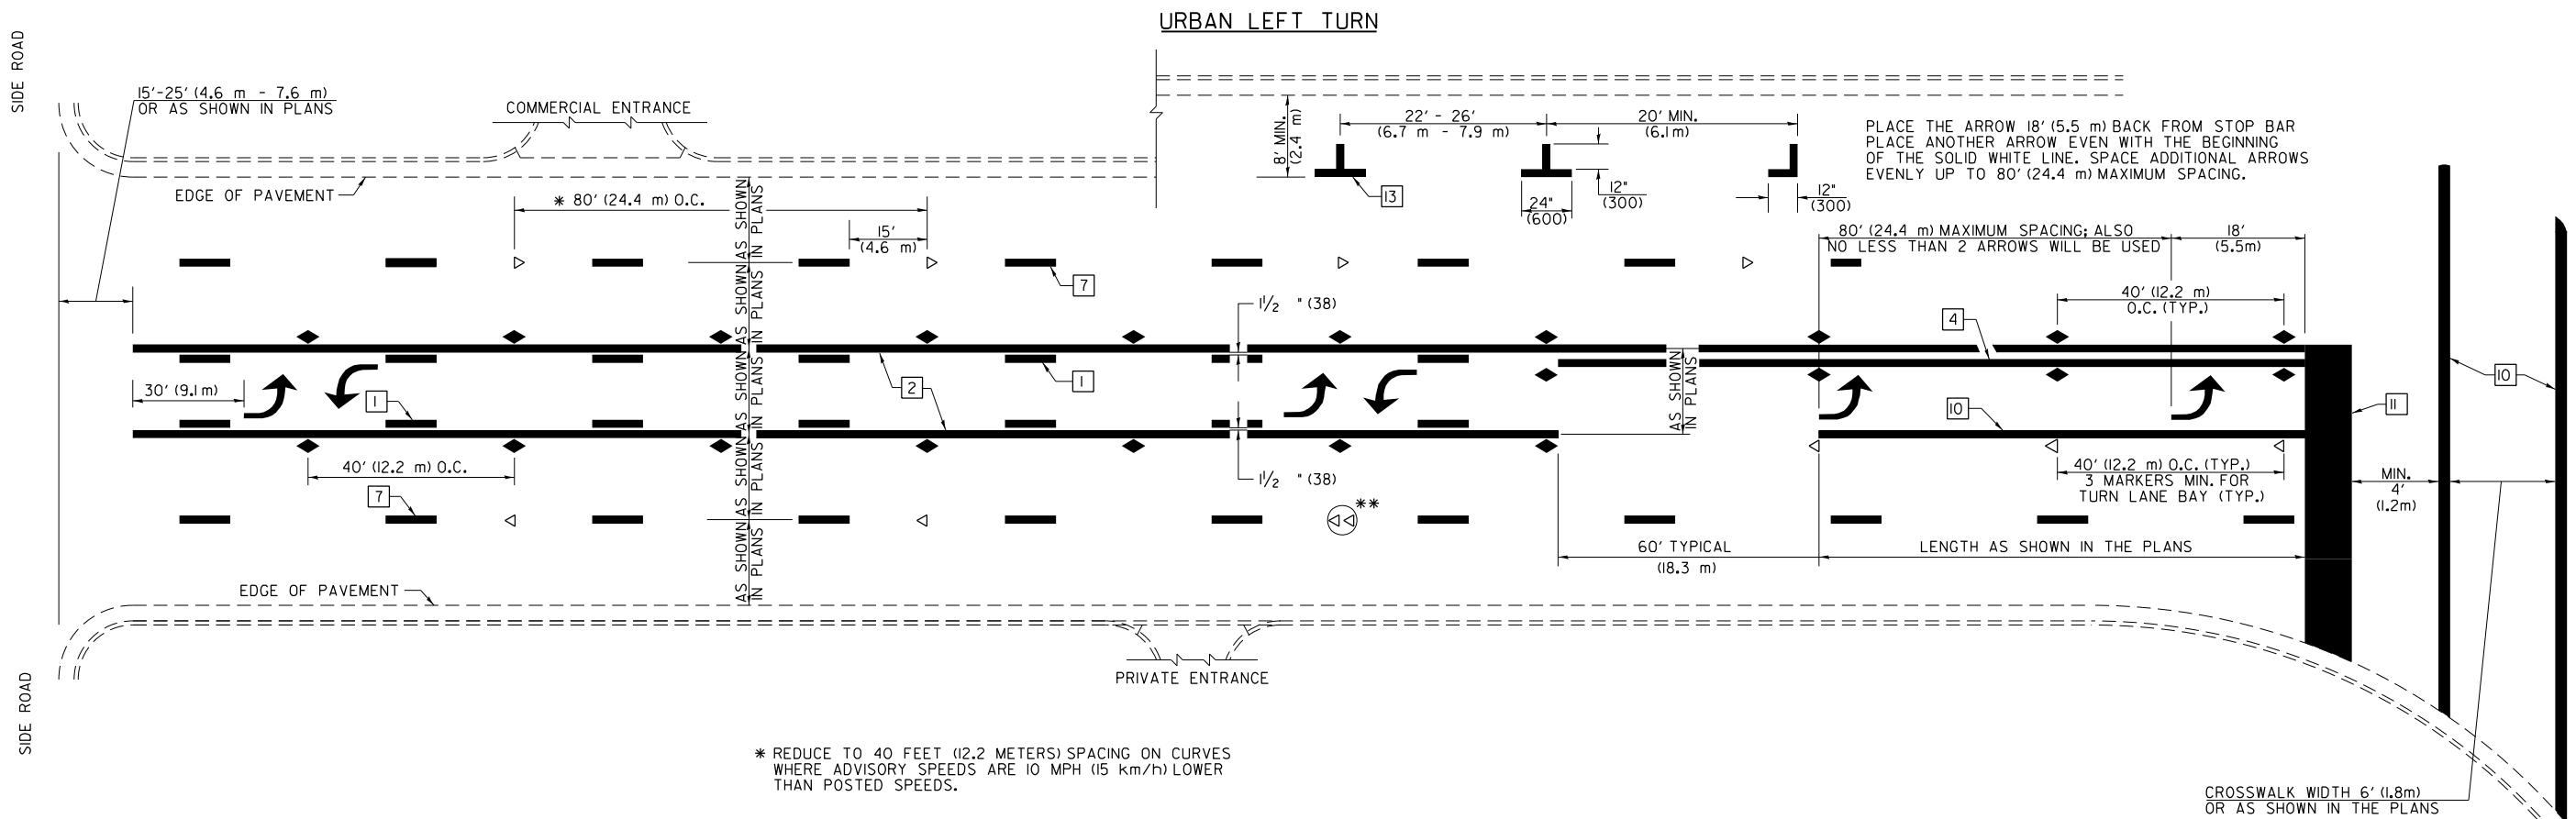 URBAN LEFT TURN
SIDE ROAD
15'-25' (4.6 m - 7.6 m)
OR AS SHOWN IN PLANS
COMMERCIAL ENTRANCE
EDGE OF PAVEMENT
8' MIN.
(2.4 m)
22' - 26'
(6.7 m - 7.9 m)
20' MIN.
(6.1m)
13
24"
(600)
12"
(300)
12"
(300)
PLACE THE ARROW 18' (5.5 m) BACK FROM STOP BAR
PLACE ANOTHER ARROW EVEN WITH THE BEGINNING
OF THE SOLID WHITE LINE. SPACE ADDITIONAL ARROWS
EVENLY UP TO 80' (24.4 m) MAXIMUM SPACING.
* 80' (24.4 m) O.C.
15'
(4.6 m)
7
80' (24.4 m) MAXIMUM SPACING; ALSO
NO LESS THAN 2 ARROWS WILL BE USED
18'
(5.5m)
40' (12.2 m)
O.C. (TYP.)
AS SHOWN
IN PLANS
AS SHOWN
IN PLANS
AS SHOWN
IN PLANS
AS SHOWN
IN PLANS
AS SHOWN
IN PLANS
1 1/2 " (38)
4
1
2
30' (9.1m)
1
AS SHOWN
IN PLANS
10
11
10
40' (12.2 m) O.C.
7
1 1/2 " (38)
**
40' (12.2 m) O.C. (TYP.)
3 MARKERS MIN. FOR
TURN LANE BAY (TYP.)
MIN.
4'
(1.2m)
60' TYPICAL
(18.3 m)
LENGTH AS SHOWN IN THE PLANS
EDGE OF PAVEMENT
SIDE ROAD
PRIVATE ENTRANCE
* REDUCE TO 40 FEET (12.2 METERS) SPACING ON CURVES
WHERE ADVISORY SPEEDS ARE 10 MPH (15 km/h) LOWER
THAN POSTED SPEEDS.
CROSSWALK WIDTH 6' (1.8m)
OR AS SHOWN IN THE PLANS